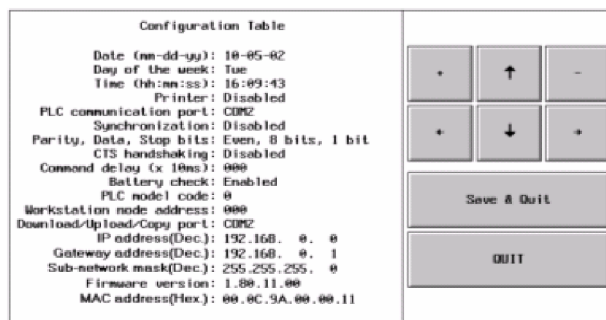 Configuration Table
Date (mm-dd-yy): 10-05-02
Day of the week: Tue
Time (hh:mm:ss): 16:09:43
Printer: Disabled
PLC communication port: COM2
Synchronization: Disabled
Parity, Data, Stop bits: Even, 8 bits, 1 bit
CTS handshaking: Disabled
Command delay (x 10ms): 000
Battery check: Enabled
PLC model code: 0
Workstation node address: 000
Download/Upload/Copy port: COM2
IP address(Dec.): 192.168. 0. 0
Gateway address(Dec.): 192.168. 0. 1
Sub-network mask(Dec.): 255.255.255. 0
Firmware version: 1.80.11.00
MAC address(Hex.): 00.0C.9A.00.00.11
+ ↑ -
← ↓ →
Save & Quit
QUIT